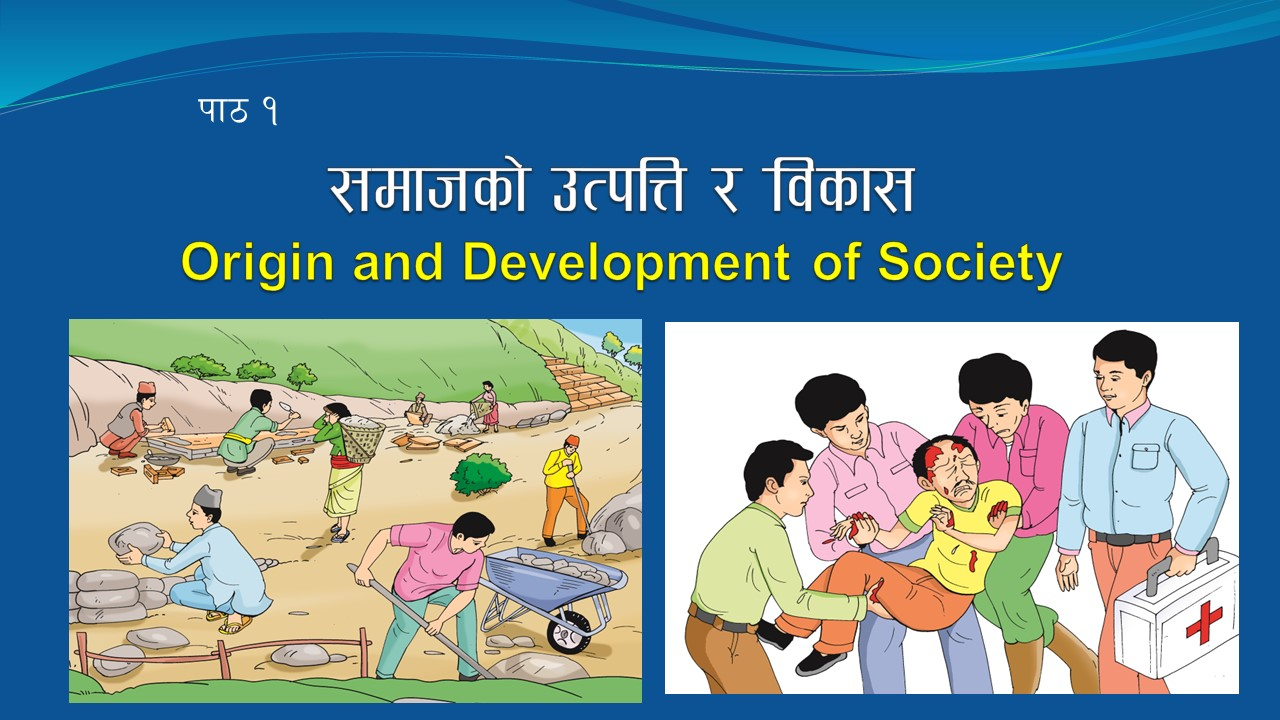 पाठ १
समाजको उत्पत्ति र विकास
Origin and Development of Society